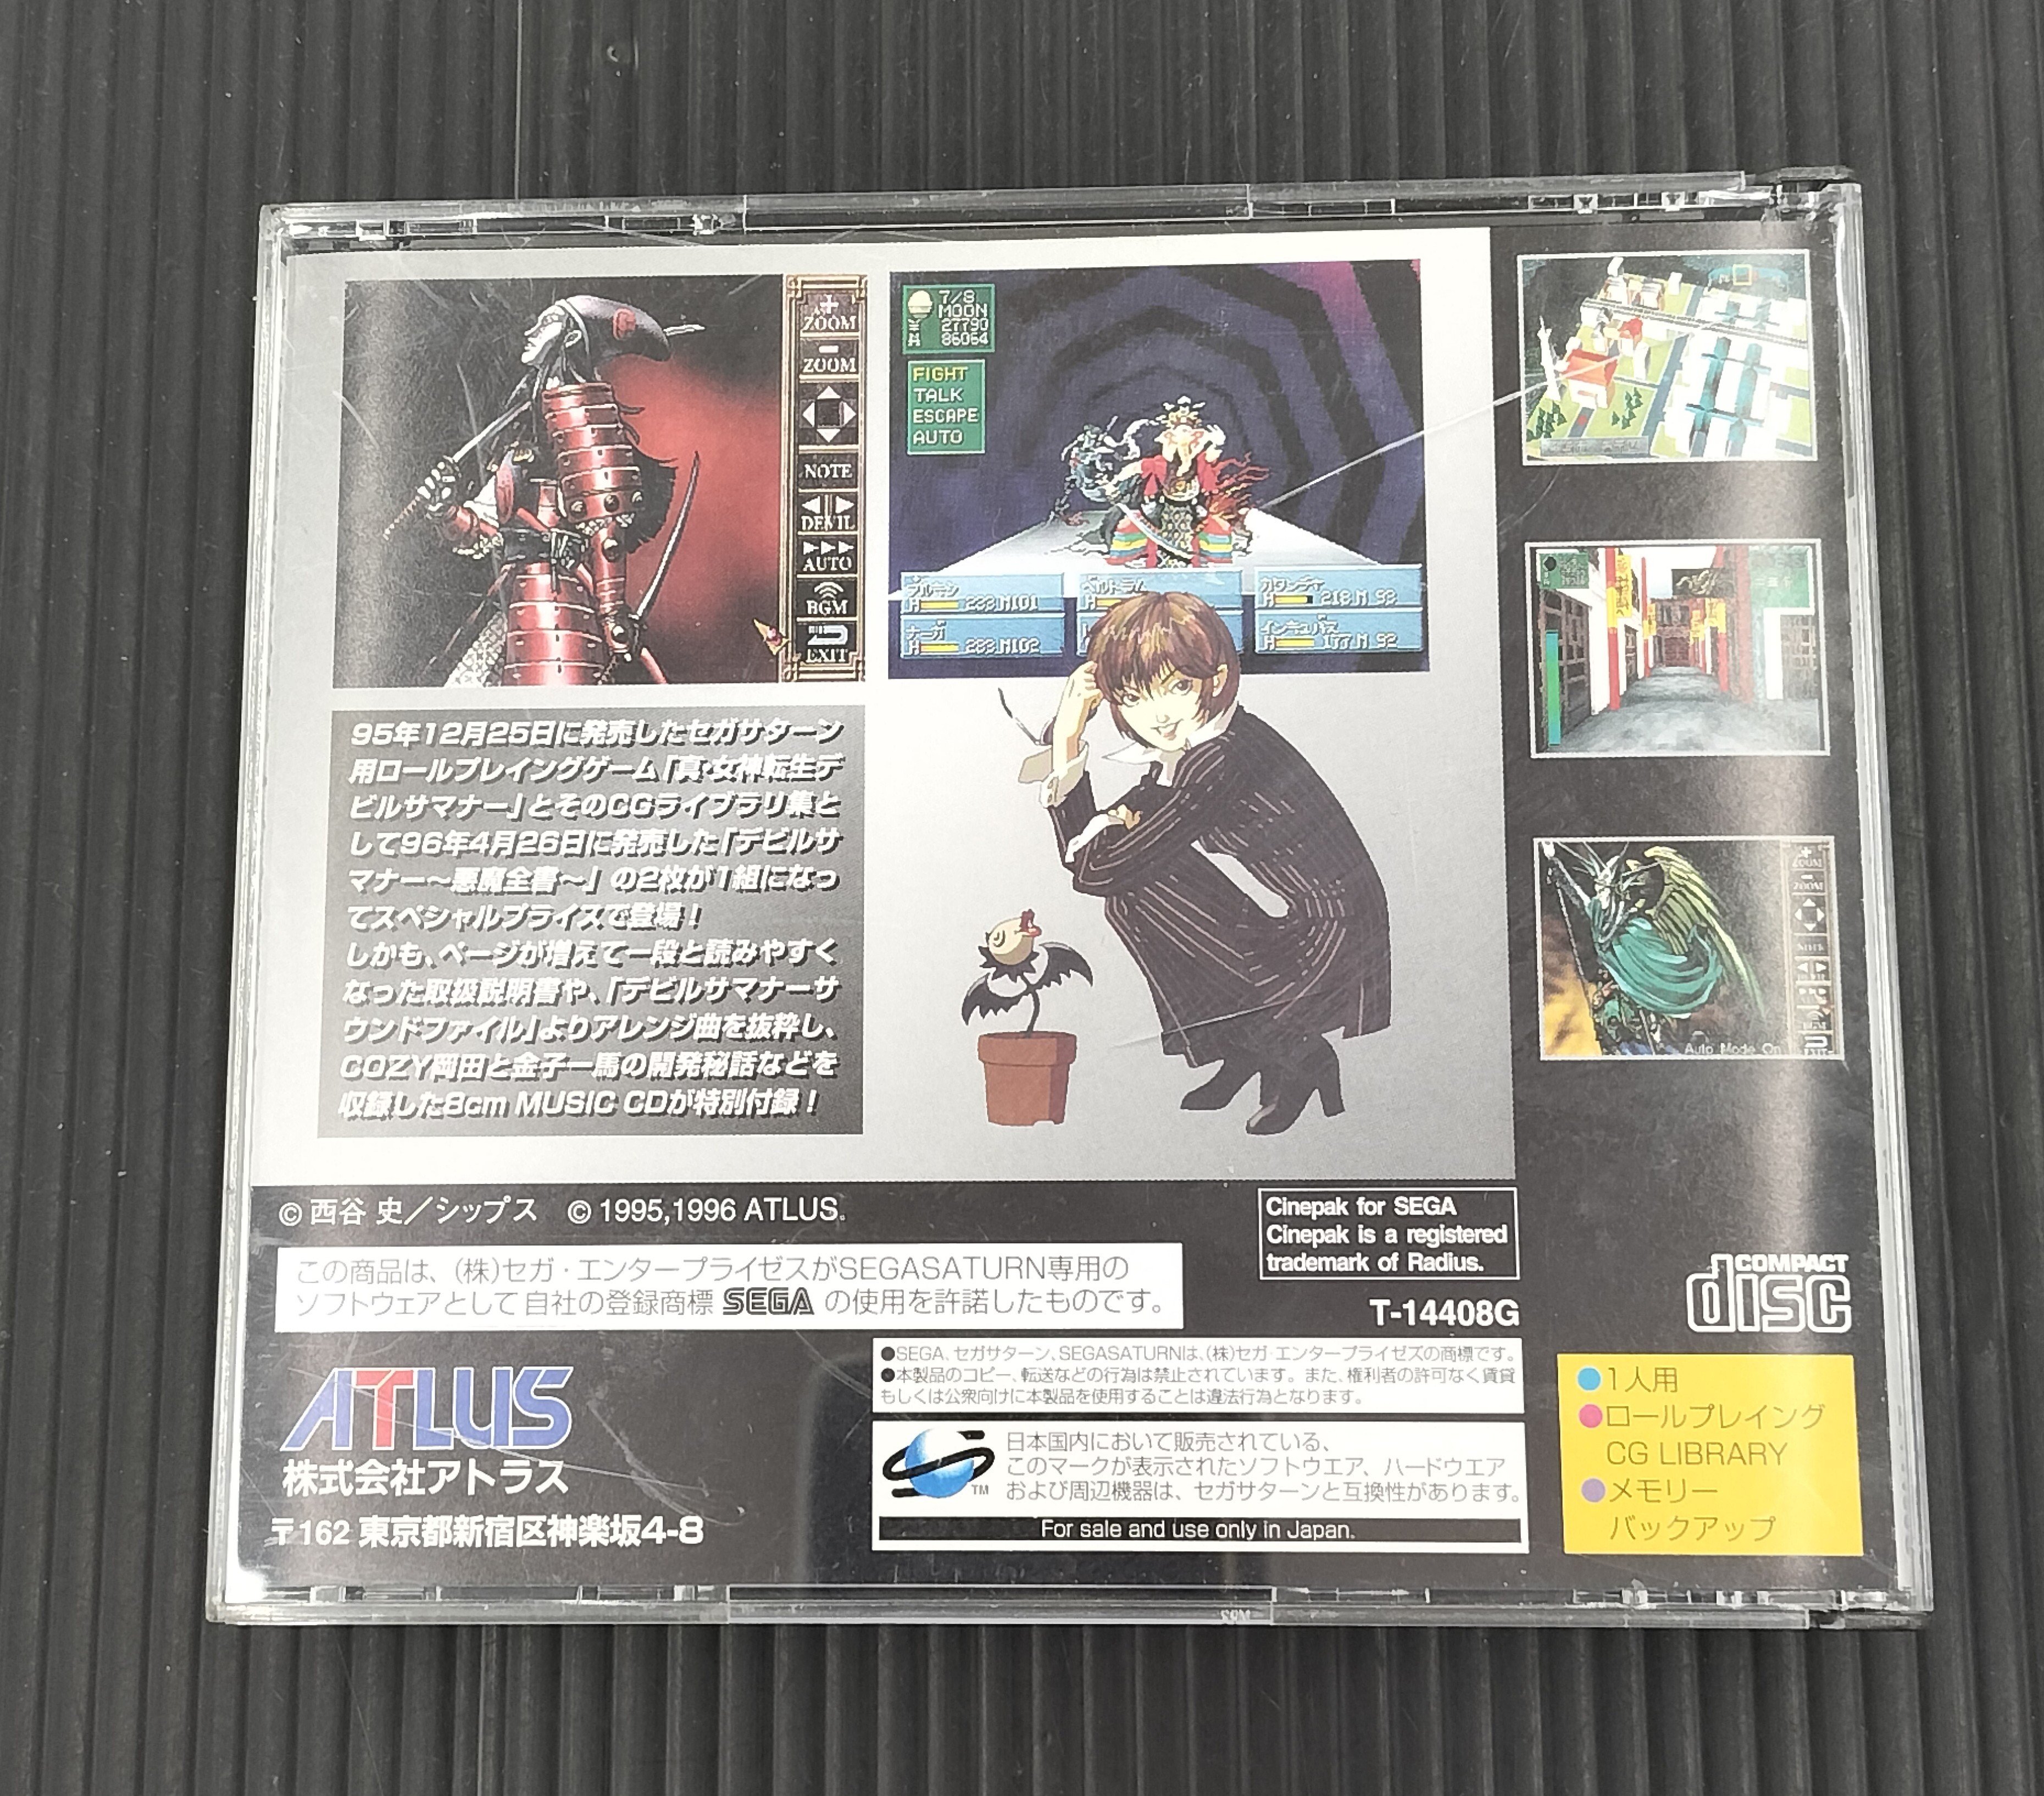 +
ZOOM
-
ZOOM
NOTE
DEVIL
AUTO
BGM
EXIT
7/8
MOON
¥ 27790
86064
FIGHT
TALK
ESCAPE
AUTO
ナーガ
インキュバス
95年12月25日に発売したセガサターン
用ロールプレイングゲーム「真・女神転生デ
ビルサマナー」とそのCGライブラリ集と
して96年4月26日に発売した「デビルサ
マナー〜悪魔全書〜」の2枚が1組になっ
てスペシャルプライスで登場！
しかも、ページが増えて一段と読みやすく
なった取扱説明書や、「デビルサマナーサ
ウンドファイル」よりアレンジ曲を抜粋し、
COZY岡田と金子一馬の開発秘話などを
収録した8cm MUSIC CDが特別付録！
+
ZOOM
-
ZOOM
NOTE
Auto Mode On
© 西谷 史／シップス © 1995,1996 ATLUS.
Cinepak for SEGA
Cinepak is a registered
trademark of Radius.
この商品は、(株)セガ・エンタープライゼスがSEGASATURN専用の
ソフトウェアとして自社の登録商標 SEGA の使用を許諾したものです。
T-14408G
COMPACT
disc
ATLUS
株式会社アトラス
〒162 東京都新宿区神楽坂4-8
●SEGA、セガサターン、SEGASATURNは、(株)セガ・エンタープライゼスの商標です。
●本製品のコピー、転送などの行為は禁止されています。また、権利者の許可なく賃貸
もしくは公衆向けに本製品を使用することは違法行為となります。
日本国内において販売されている、
このマークが表示されたソフトウエア、ハードウエア
および周辺機器は、セガサターンと互換性があります。
TM
For sale and use only in Japan.
●1人用
●ロールプレイング
CG LIBRARY
●メモリー
バックアップ